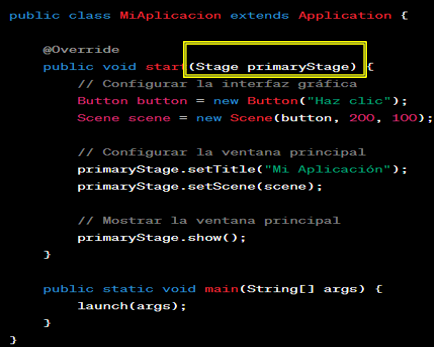 public class MiAplicacion extends Application {
@Override
public void start(Stage primaryStage) {
// Configurar la interfaz gráfica
Button button = new Button("Haz clic");
Scene scene = new Scene(button, 200, 100);
// Configurar la ventana principal
primaryStage.setTitle("Mi Aplicación");
primaryStage.setScene(scene);
// Mostrar la ventana principal
primaryStage.show();
}
public static void main(String[] args) {
launch(args);
}
}